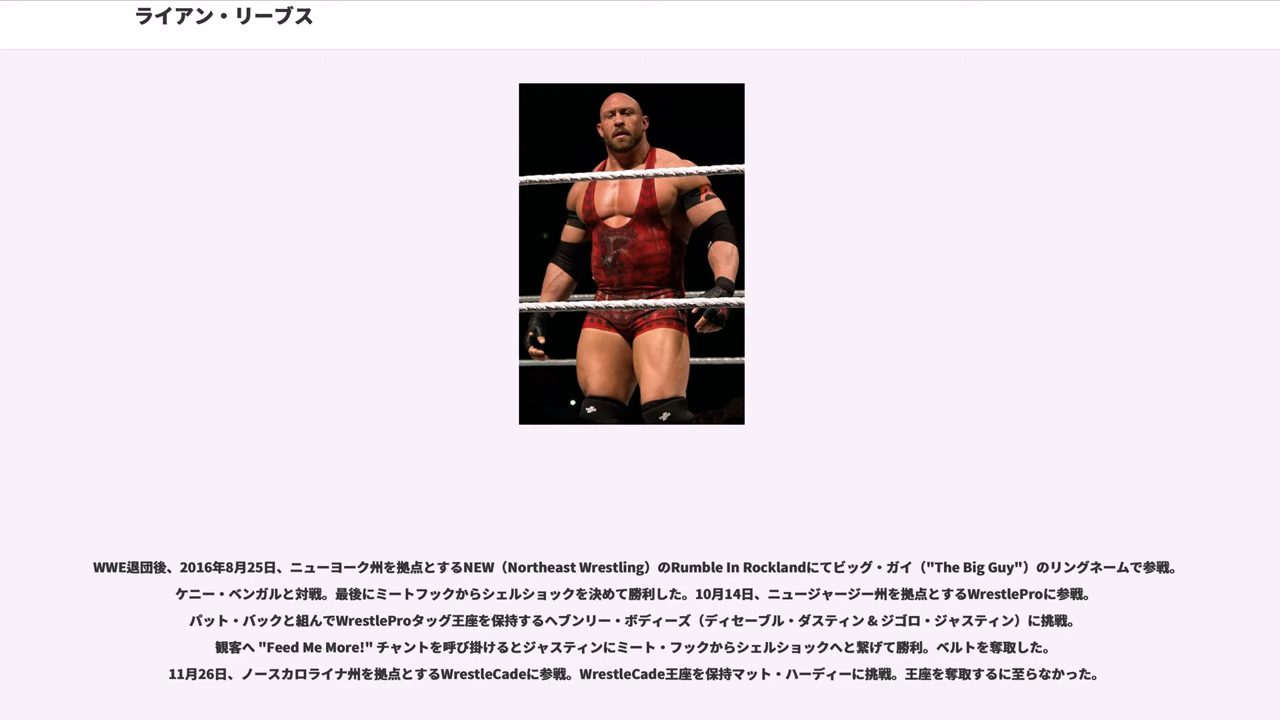 ライアン・リーブス
WWE退団後、2016年8月25日、ニューヨーク州を拠点とするNEW（Northeast Wrestling）のRumble In Rocklandにてビッグ・ガイ（"The Big Guy"）のリングネームで参戦。
ケニー・ベンガルと対戦。最後にミートフックからシェルショックを決めて勝利した。10月14日、ニュージャージー州を拠点とするWrestleProに参戦。
パット・バックと組んでWrestleProタッグ王座を保持するヘブンリー・ボディーズ（ディセーブル・ダスティン & ジゴロ・ジャスティン）に挑戦。
観客へ "Feed Me More!" チャントを呼び掛けるとジャスティンにミート・フックからシェルショックへと繋げて勝利。ベルトを奪取した。
11月26日、ノースカロライナ州を拠点とするWrestleCadeに参戦。WrestleCade王座を保持マット・ハーディーに挑戦。王座を奪取するに至らなかった。